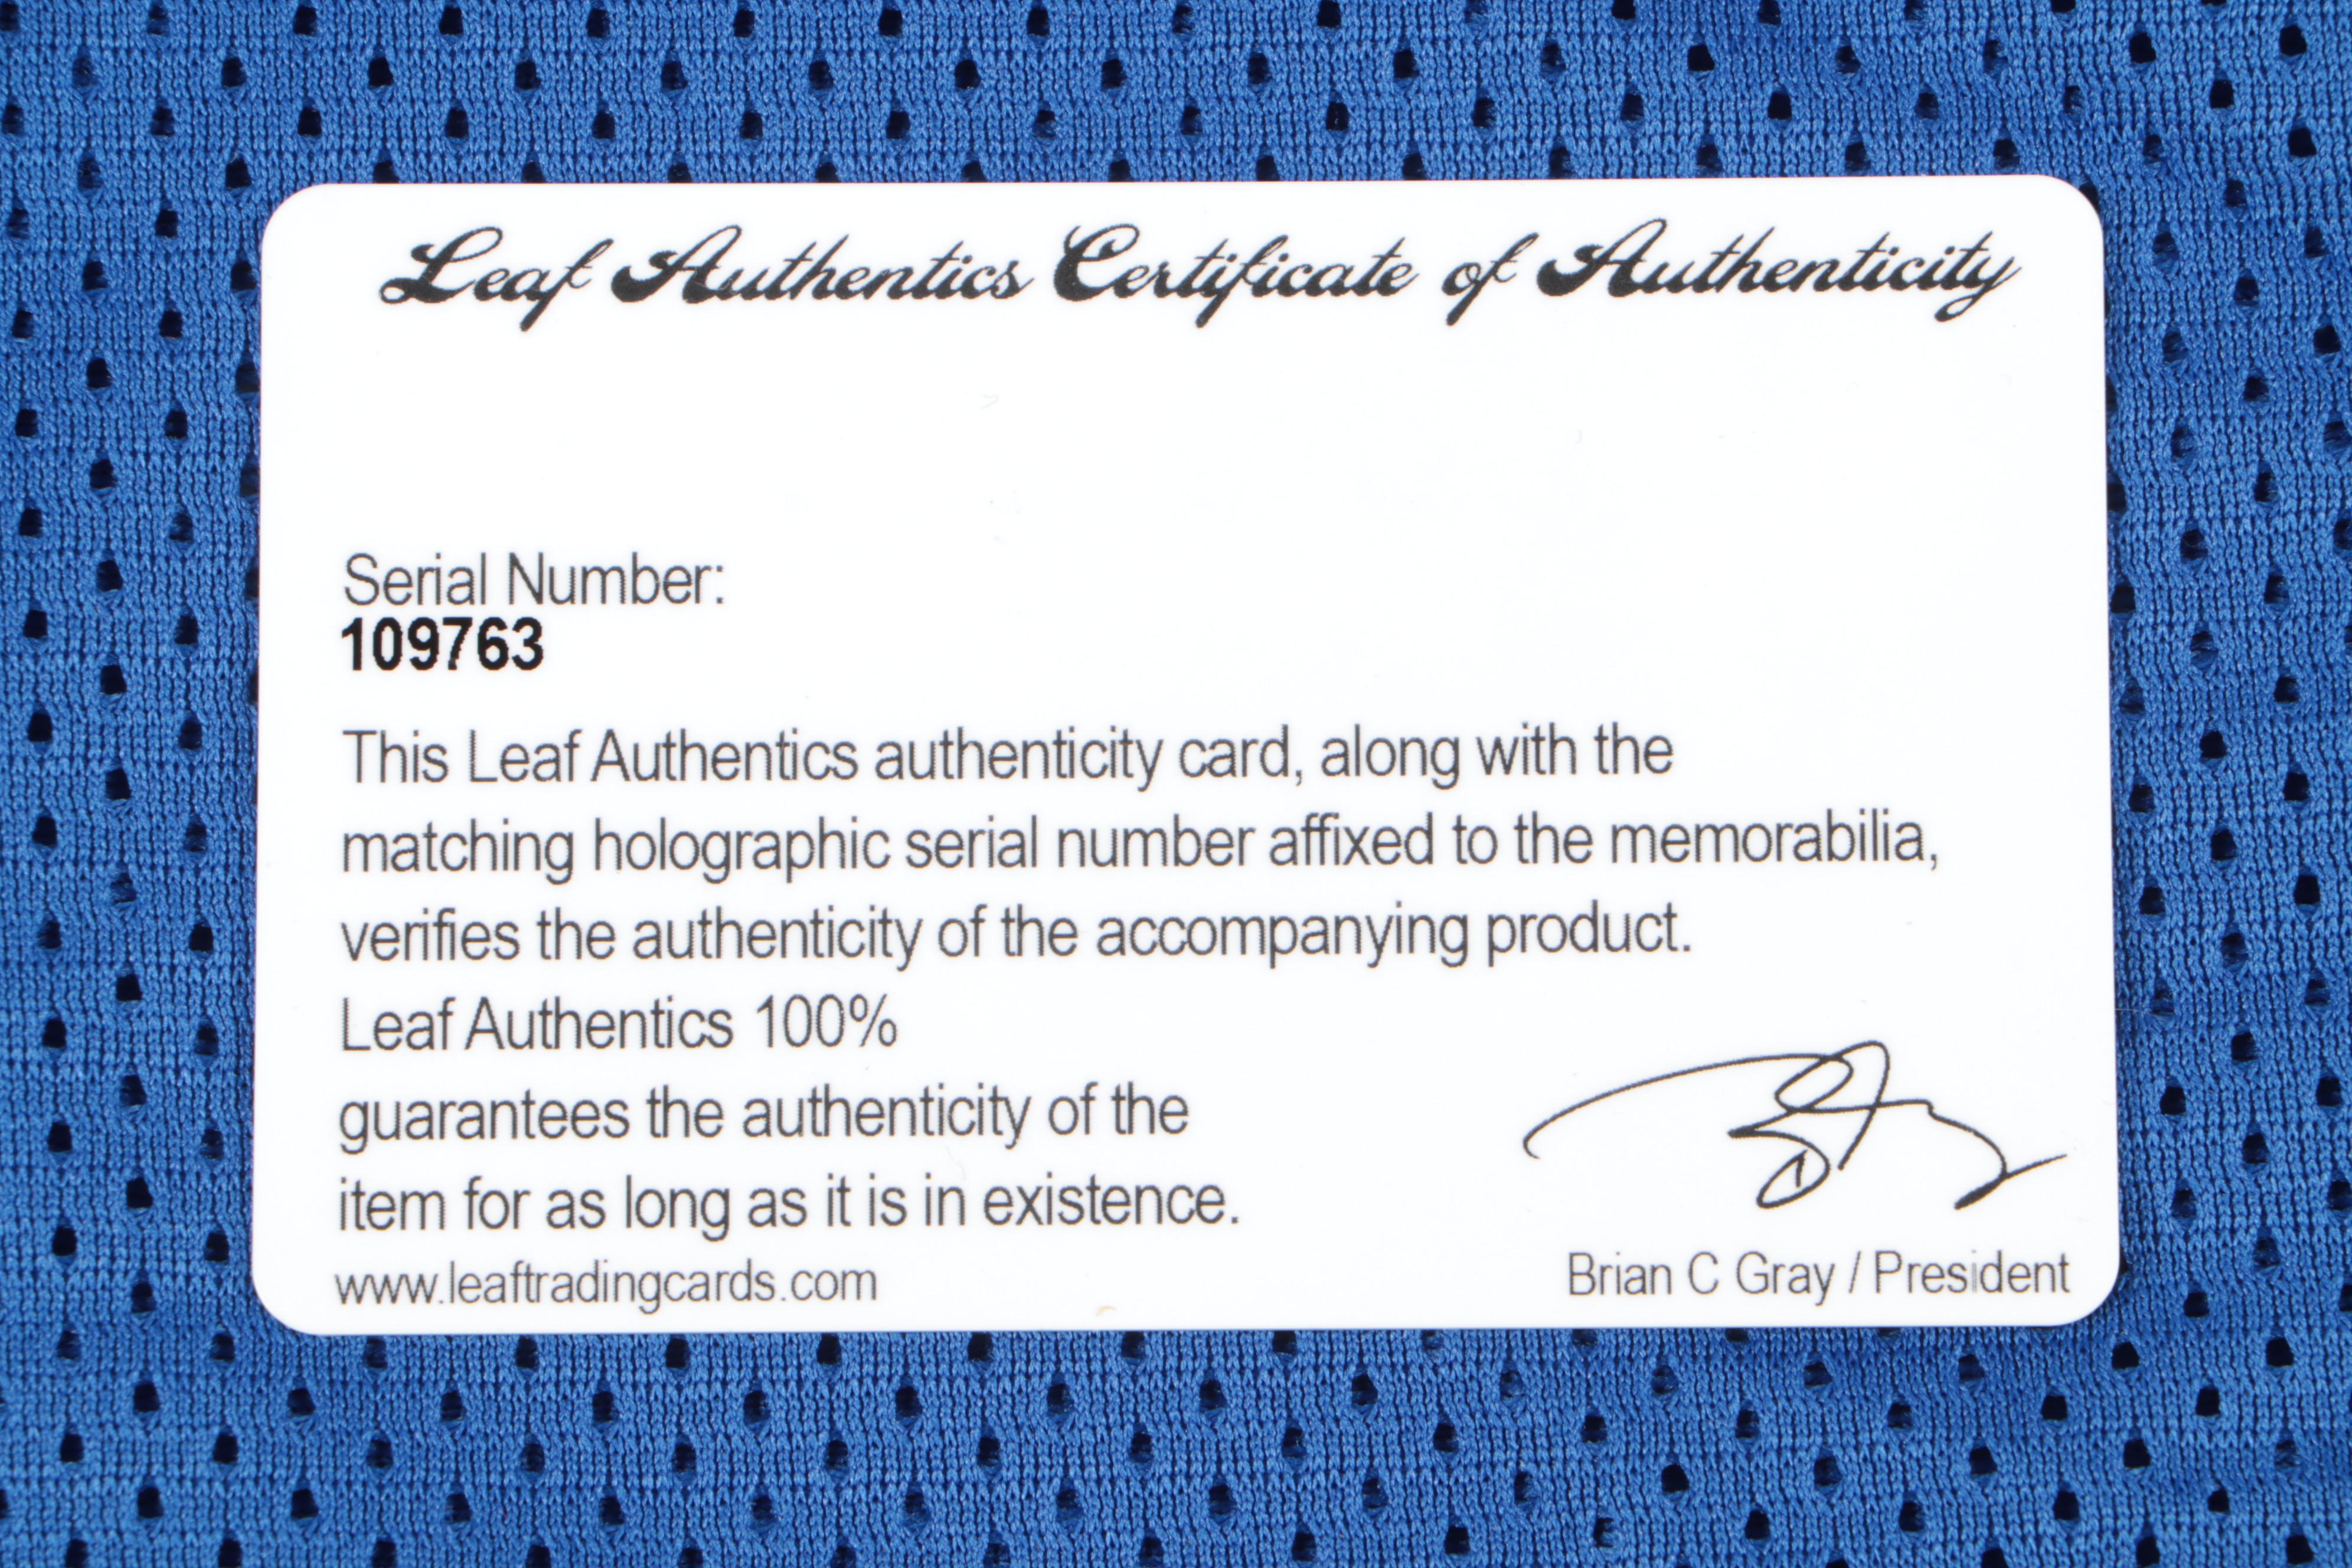 Leaf Authentics Certificate of Authenticity
Serial Number:
109763
This Leaf Authentics authenticity card, along with the
matching holographic serial number affixed to the memorabilia,
verifies the authenticity of the accompanying product.
Leaf Authentics 100%
guarantees the authenticity of the
item for as long as it is in existence.
www.leaftradingcards.com
Brian C Gray / President